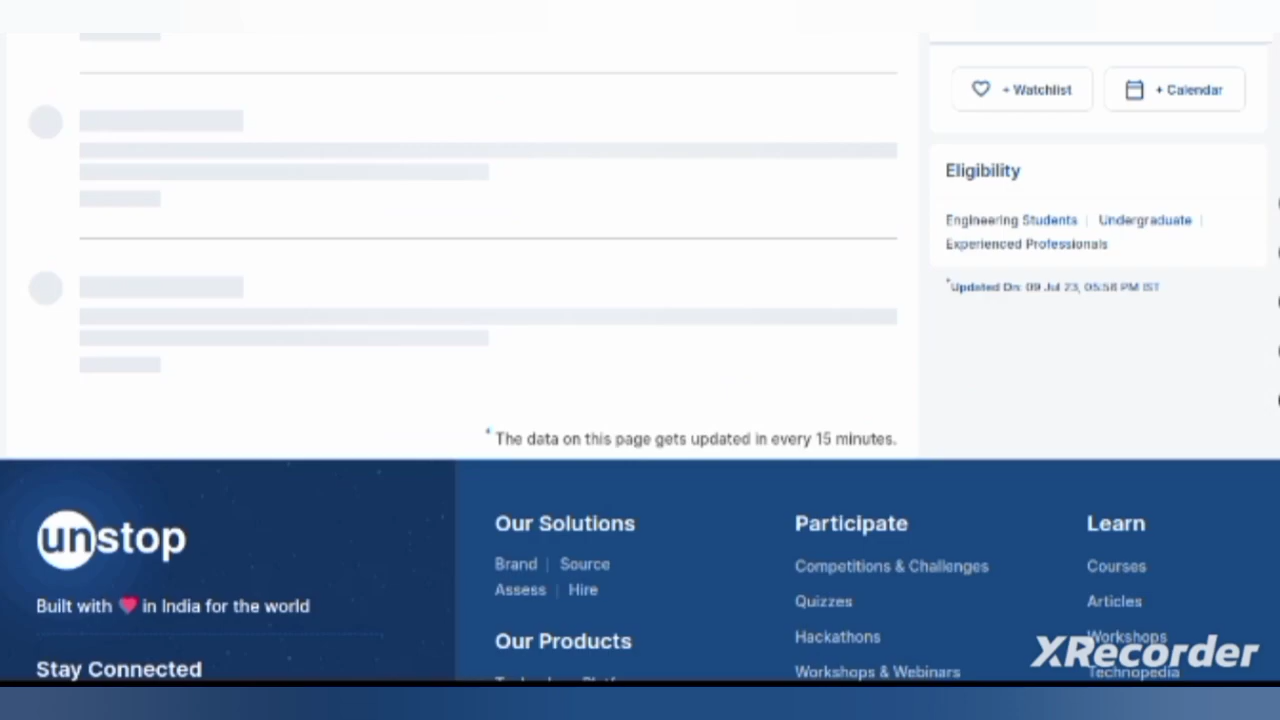 + Watchlist
+ Calendar
Eligibility
Engineering Students | Undergraduate |
Experienced Professionals
*Updated On: 09 Jul 23, 05:56 PM IST
* The data on this page gets updated in every 15 minutes.
unstop
Built with ❤ in India for the world
Stay Connected
Our Solutions
Brand | Source
Assess | Hire
Our Products
Participate
Competitions & Challenges
Quizzes
Hackathons
Workshops & Webinars
Learn
Courses
Articles
Workshops
Technopedia
XRecorder